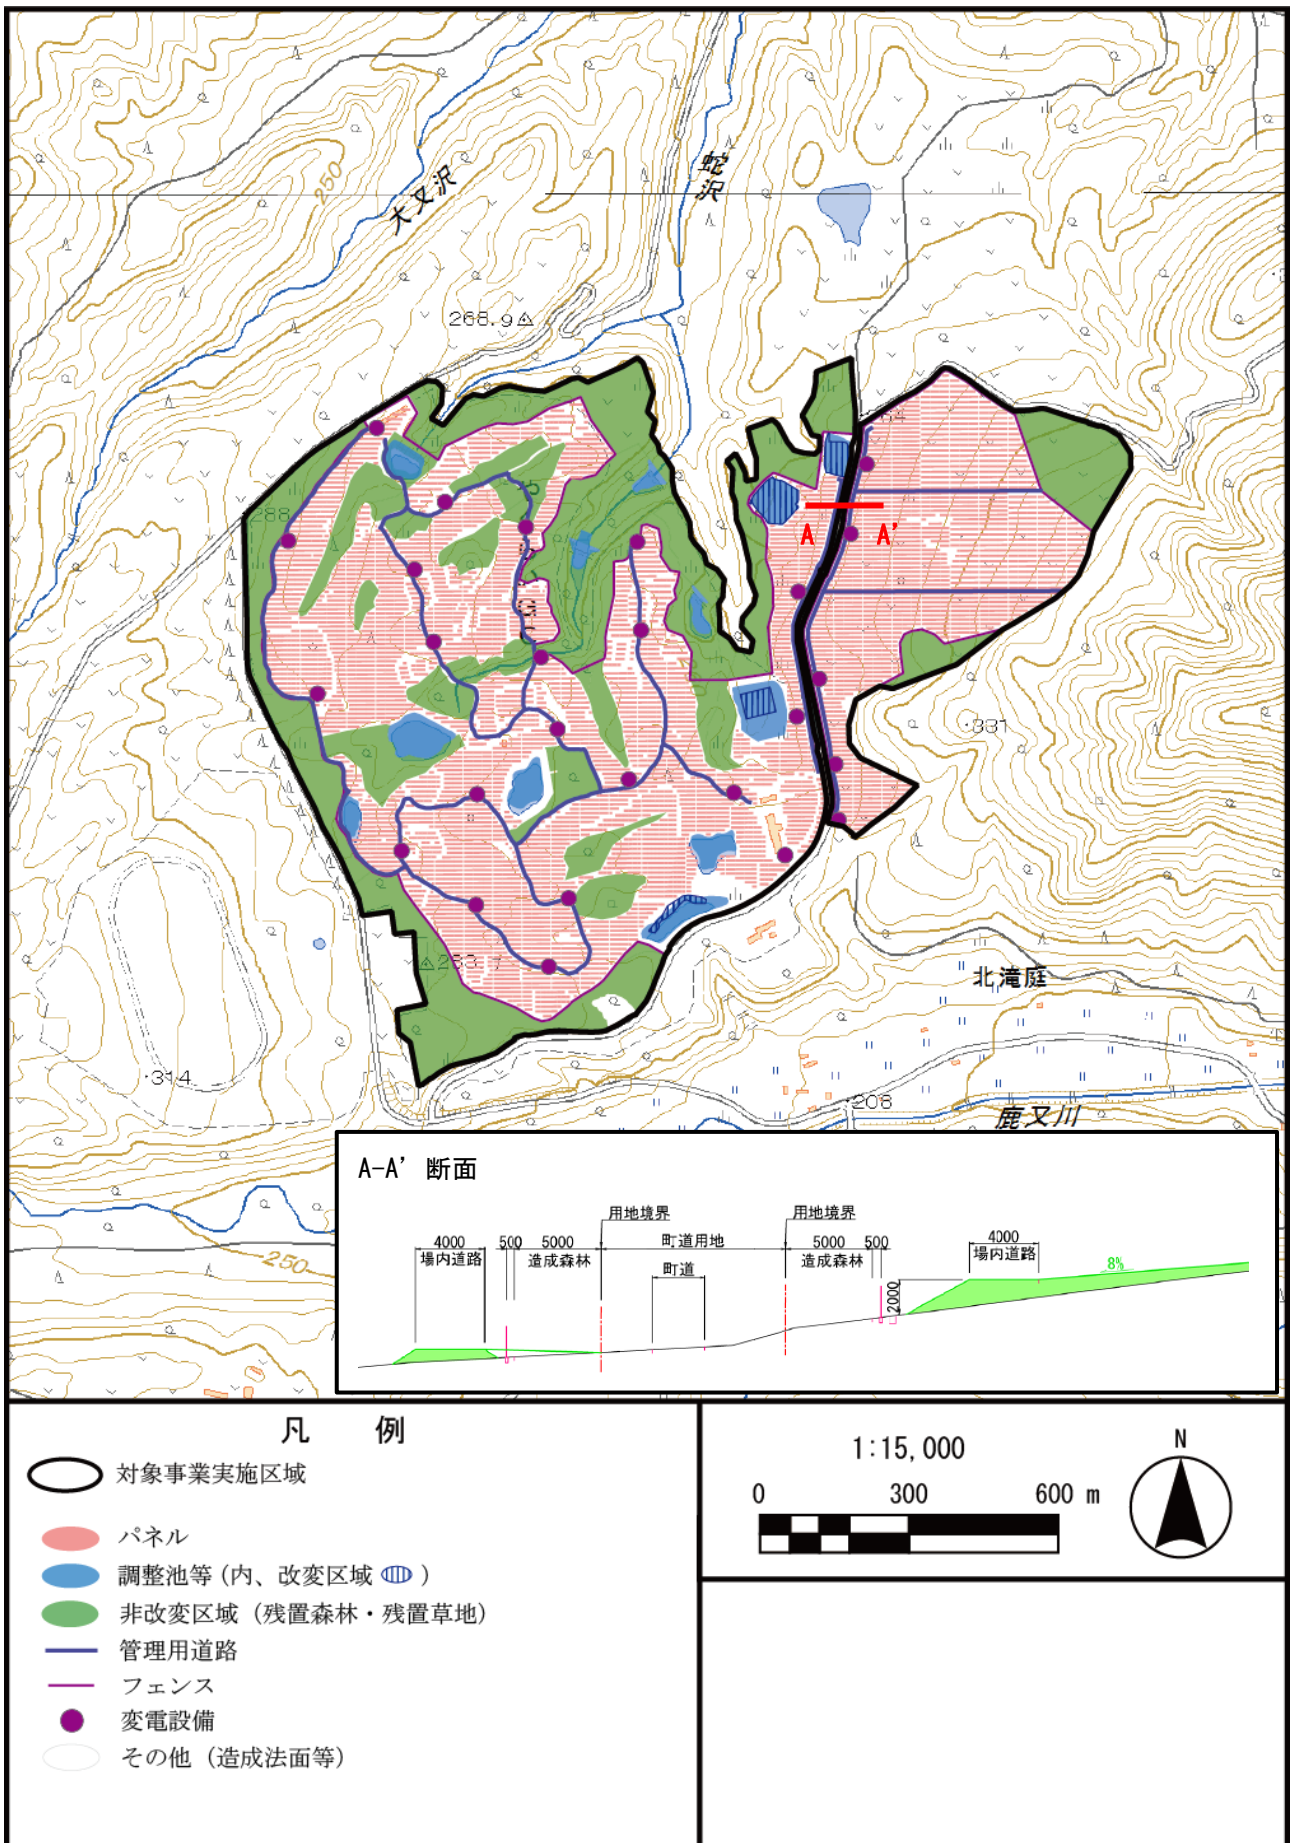 250
大又沢
蛇沢
268.9
288
A
A'
・331
北滝庭
・314
・208
鹿又川
250
A-A' 断面
用地境界
用地境界
4000
500
5000
町道用地
5000
500
4000
場内道路
造成森林
町道
造成森林
場内道路
8%
2000
凡 例
対象事業実施区域
パネル
調整池等(内、改変区域 )
非改変区域(残置森林・残置草地)
管理用道路
フェンス
変電設備
その他(造成法面等)
1:15,000
0 300 600 m
N